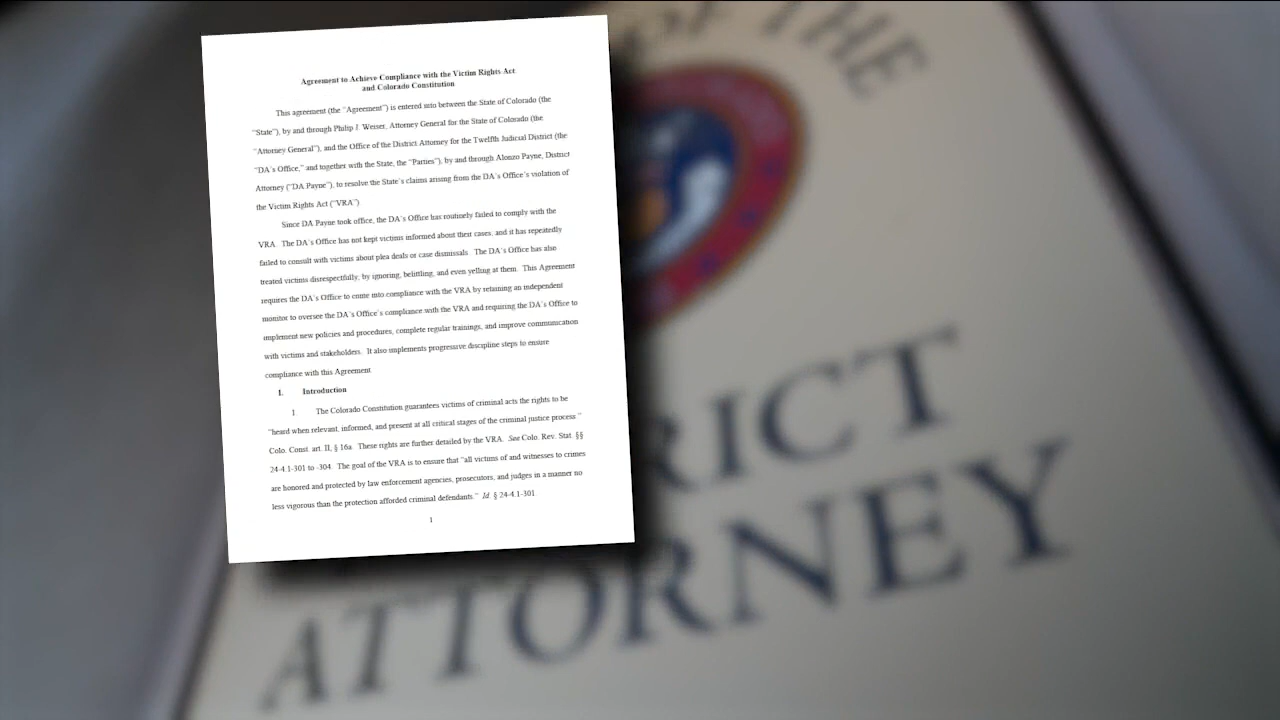 Agreement to Achieve Compliance with the Victim Rights Act
and Colorado Constitution
This agreement (the "Agreement") is entered into between the State of Colorado (the
"State"), by and through Philip J. Weiser, Attorney General for the State of Colorado (the
"Attorney General"), and the Office of the District Attorney for the Twelfth Judicial District (the
"DA's Office," and together with the State, the "Parties"), by and through Alonzo Payne, District
Attorney ("DA Payne"), to resolve the State's claims arising from the DA's Office's violation of
the Victim Rights Act ("VRA")
Since DA Payne took office, the DA's Office has routinely failed to comply with the
VRA. The DA's Office has not kept victims informed about their cases, and it has repeatedly
failed to consult with victims about plea deals or case dismissals. The DA's Office has also
treated victims disrespectfully, by ignoring, belittling, and even yelling at them. This Agreement
requires the DA's Office to come into compliance with the VRA by retaining an independent
monitor to oversee the DA's Office's compliance with the VRA and requiring the DA's Office to
implement new policies and procedures, complete regular trainings, and improve communication
with victims and stakeholders. It also implements progressive discipline steps to ensure
compliance with this Agreement
I. Introduction
1. The Colorado Constitution guarantees victims of criminal acts the rights to be
"heard when relevant, informed, and present at all critical stages of the criminal justice process."
Colo. Const. art. II, § 16a. These rights are further detailed by the VRA. See Colo. Rev. Stat. §§
24-4.1-301 to -304. The goal of the VRA is to ensure that "all victims of and witnesses to crimes
are honored and protected by law enforcement agencies, prosecutors, and judges in a manner no
less vigorous than the protection afforded criminal defendants." Id. § 24-4.1-301.
1
THE
RICT
ATTORNEY